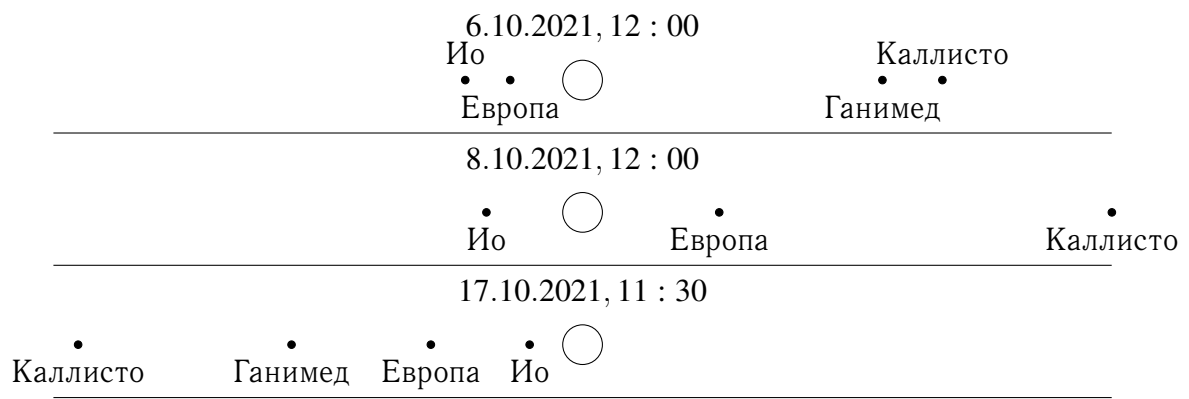 6.10.2021, 12 : 00
Ио Каллисто
Европа Ганимед
8.10.2021, 12 : 00
Ио Европа Каллисто
17.10.2021, 11 : 30
Каллисто Ганимед Европа Ио